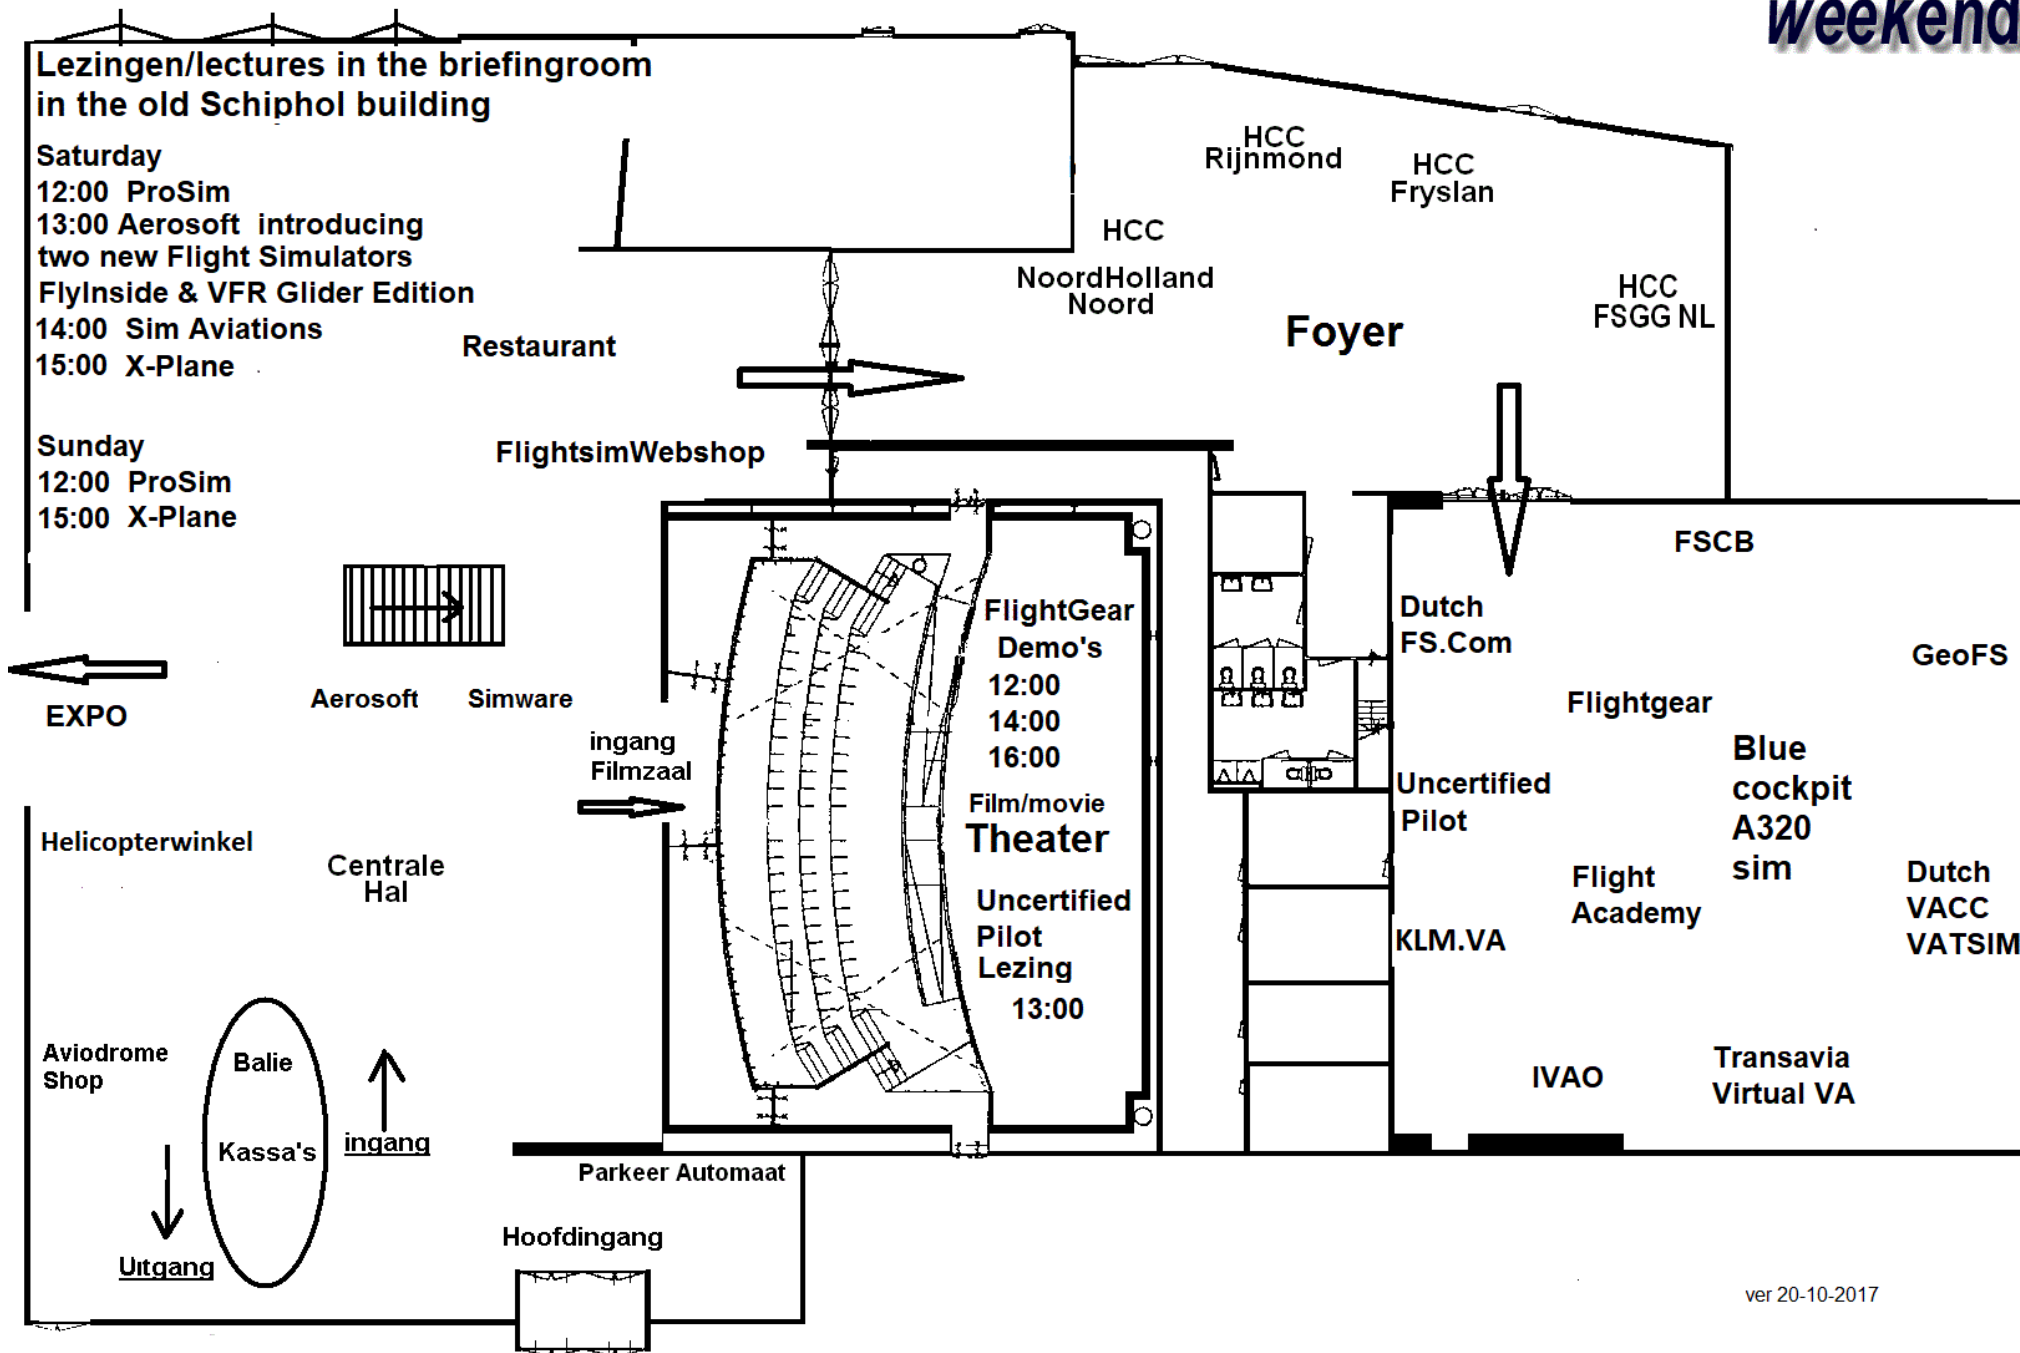 weekend
Lezingen/lectures in the briefingroom
in the old Schiphol building
Saturday
12:00 ProSim
13:00 Aerosoft introducing
two new Flight Simulators
FlyInside & VFR Glider Edition
14:00 Sim Aviations
15:00 X-Plane
Sunday
12:00 ProSim
15:00 X-Plane
Restaurant
FlightsimWebshop
HCC
Rijnmond
HCC
Fryslan
HCC
NoordHolland
Noord
HCC
FSGG NL
Foyer
EXPO
Aerosoft
Simware
ingang
Filmzaal
Helicopterwinkel
Centrale
Hal
Aviodrome
Shop
Balie
Kassa's
ingang
Uitgang
Parkeer Automaat
Hoofdingang
FlightGear
Demo's
12:00
14:00
16:00
Film/movie
Theater
Uncertified
Pilot
Lezing
13:00
FSCB
Dutch
FS.Com
GeoFS
Flightgear
Blue
cockpit
A320
sim
Uncertified
Pilot
Flight
Academy
Dutch
VACC
VATSIM
KLM.VA
IVAO
Transavia
Virtual VA
ver 20-10-2017